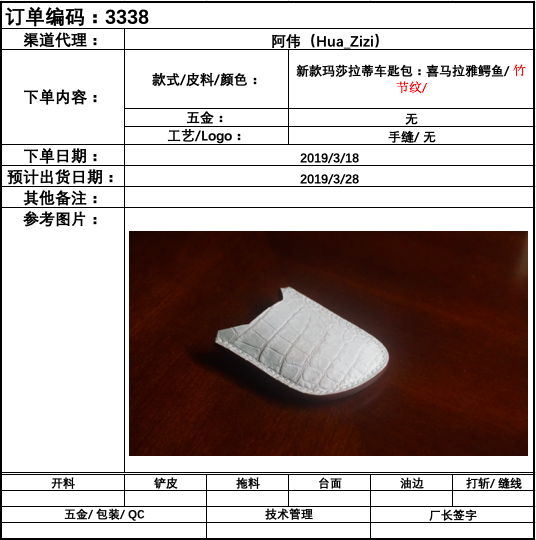 订单编码：3338
渠道代理： 阿伟（Hua_Zizi）
下单内容： 款式/皮料/颜色： 新款玛莎拉蒂车匙包：喜马拉雅鳄鱼/ 竹
节纹/
五金： 无
工艺/Logo： 手缝/ 无
下单日期： 2019/3/18
预计出货日期： 2019/3/28
其他备注：
参考图片：
开料 铲皮 拖料 台面 油边 打斩/ 缝线
五金/ 包装/ QC 技术管理 厂长签字